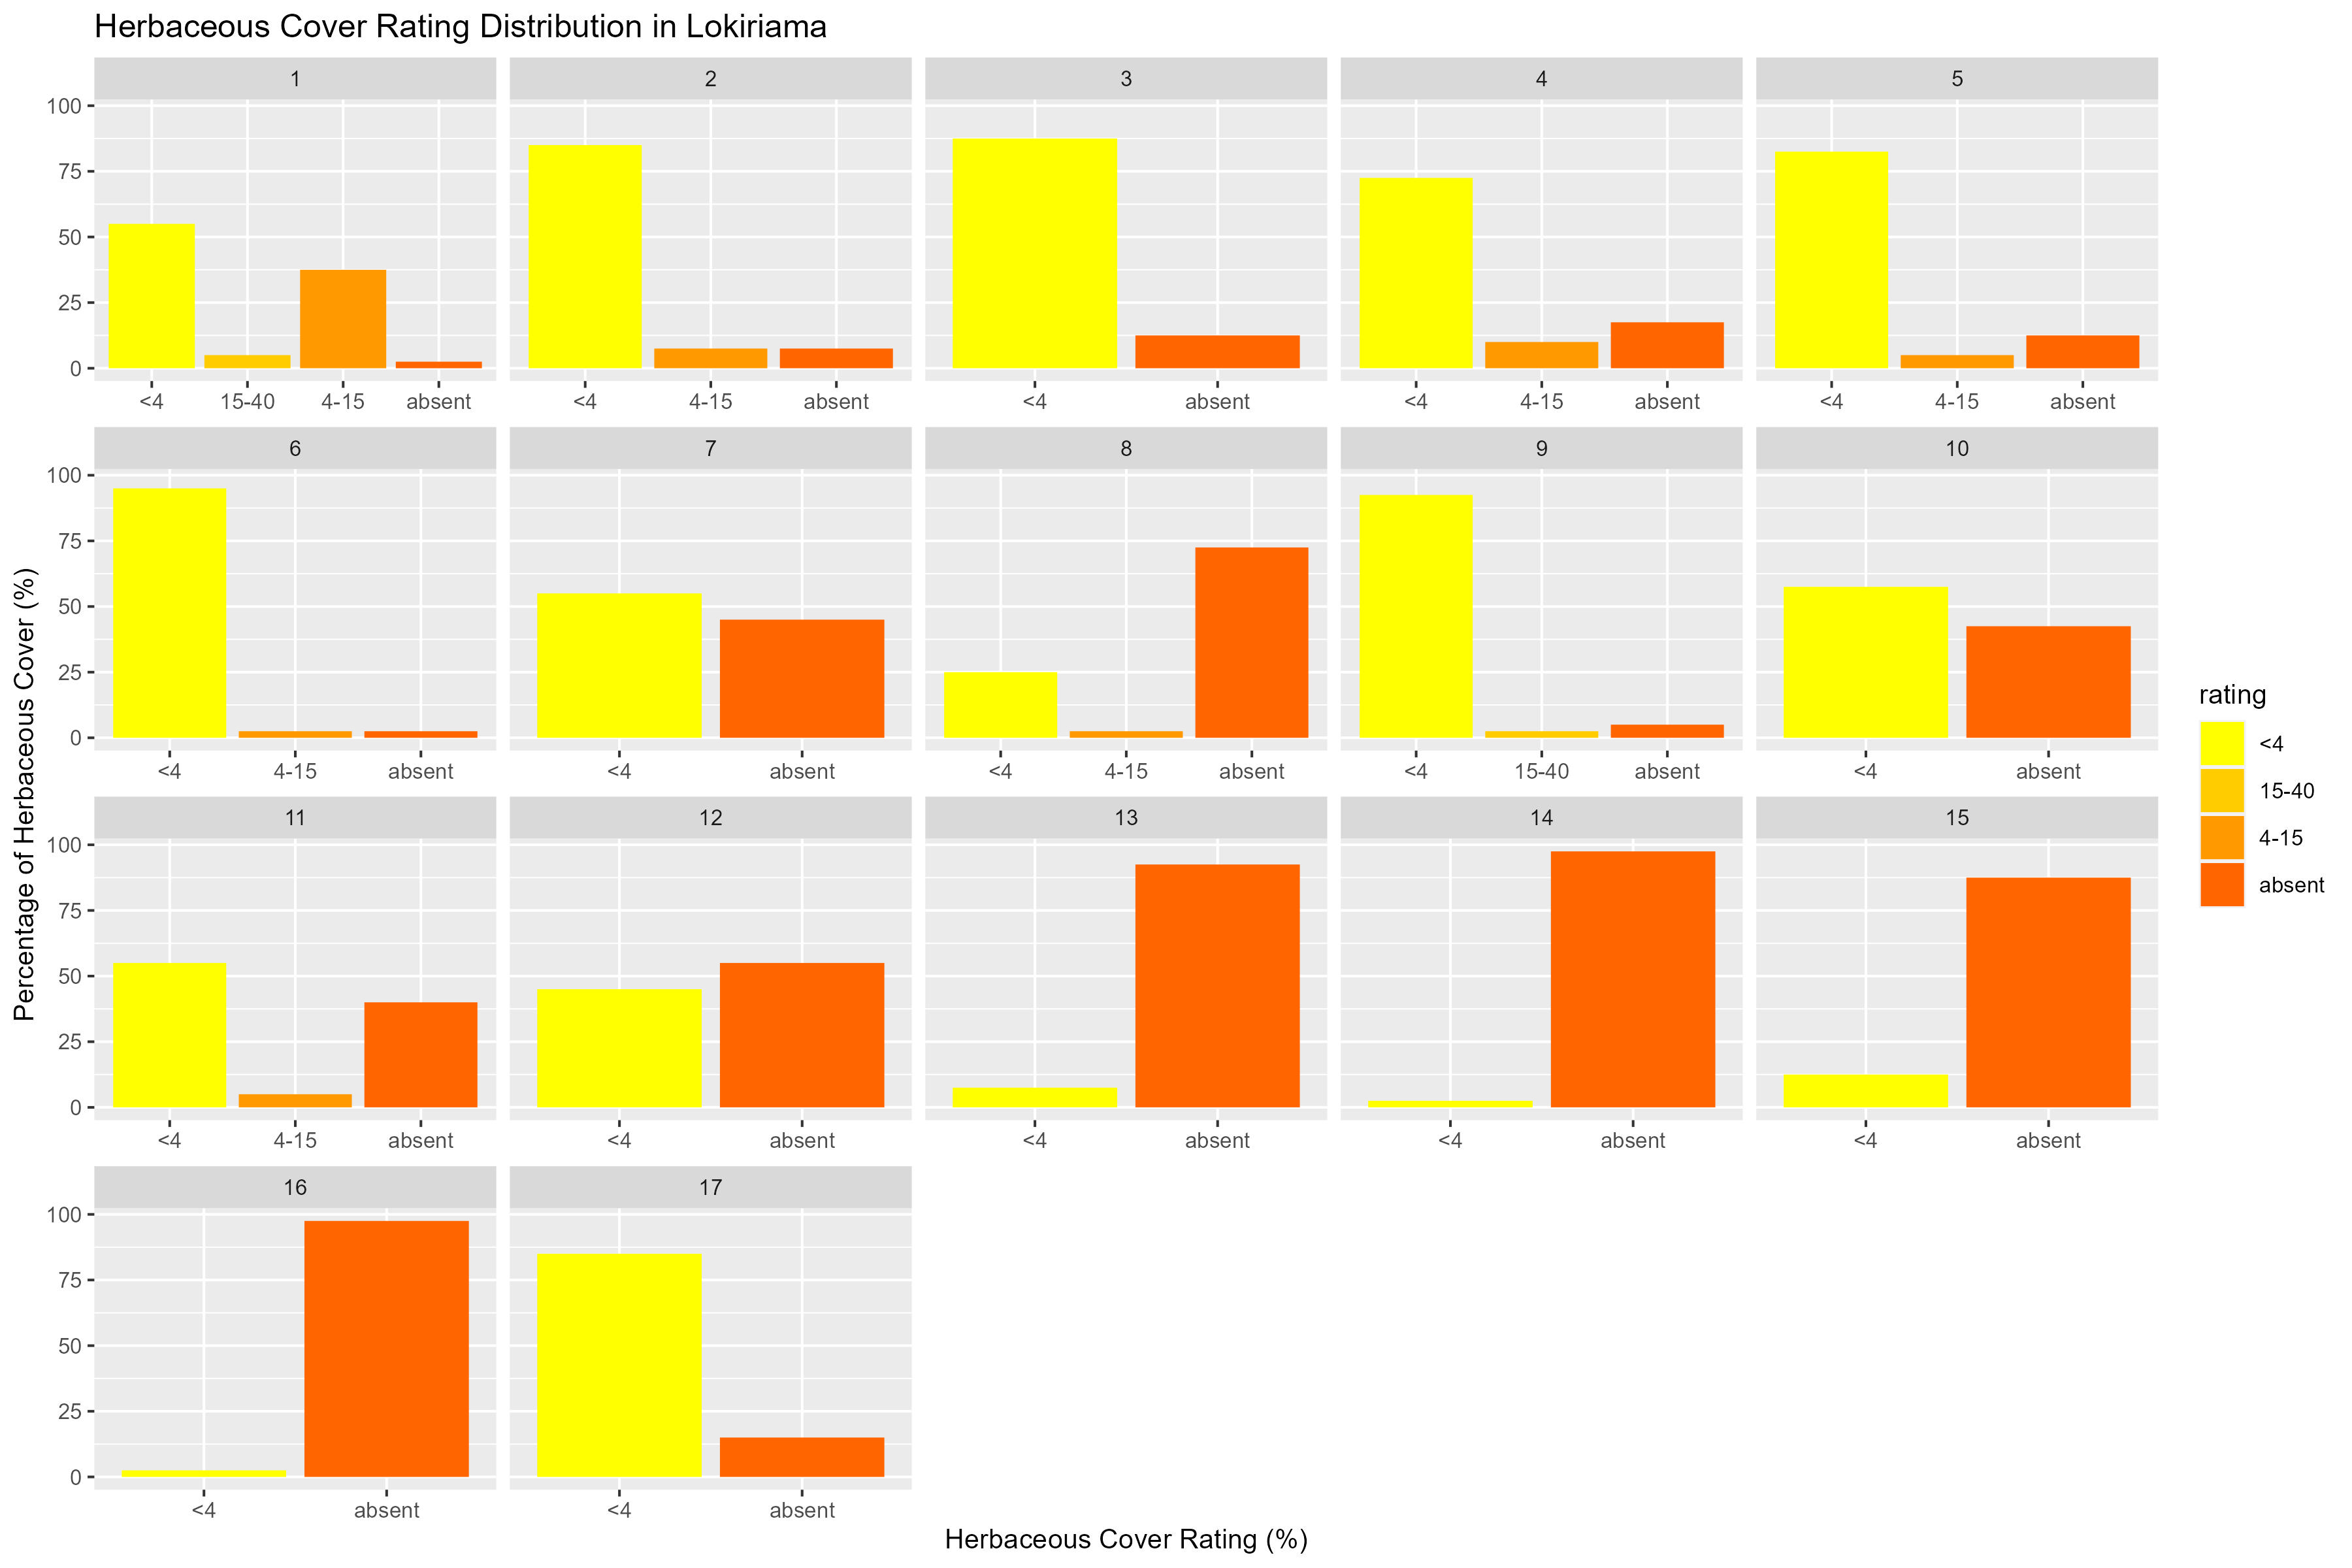 Herbaceous Cover Rating Distribution in Lokiriama
1 2 3 4 5
100
75
50
25
0
<4 15-40 4-15 absent <4 4-15 absent <4 absent <4 4-15 absent <4 4-15 absent
6 7 8 9 10
100
75
50
25
0
<4 4-15 absent <4 absent <4 4-15 absent <4 15-40 absent <4 absent
11 12 13 14 15
100
75
50
25
0
<4 4-15 absent <4 absent <4 absent <4 absent <4 absent
16 17
100
75
50
25
0
<4 absent <4 absent
Herbaceous Cover Rating (%)
Percentage of Herbaceous Cover (%)
rating
<4
15-40
4-15
absent